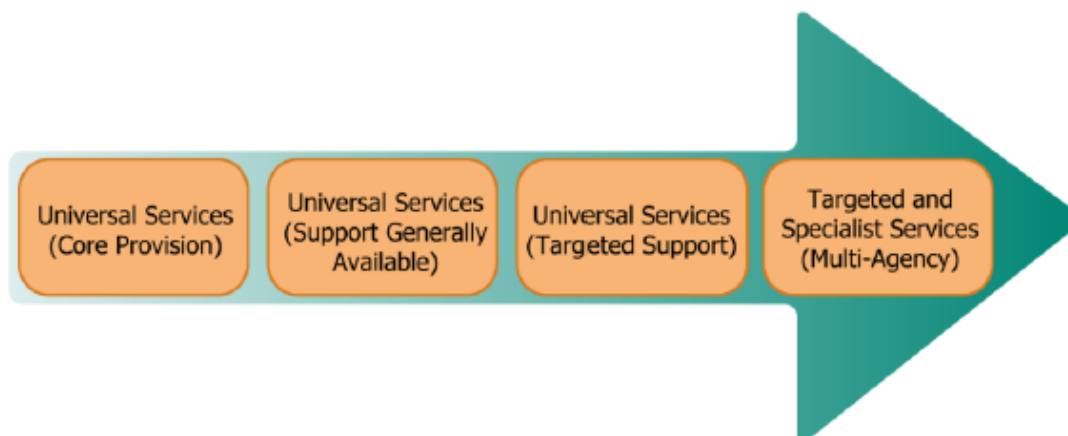 Universal Services
(Core Provision)
Universal Services
(Support Generally
Available)
Universal Services
(Targeted Support)
Targeted and
Specialist Services
(Multi-Agency)